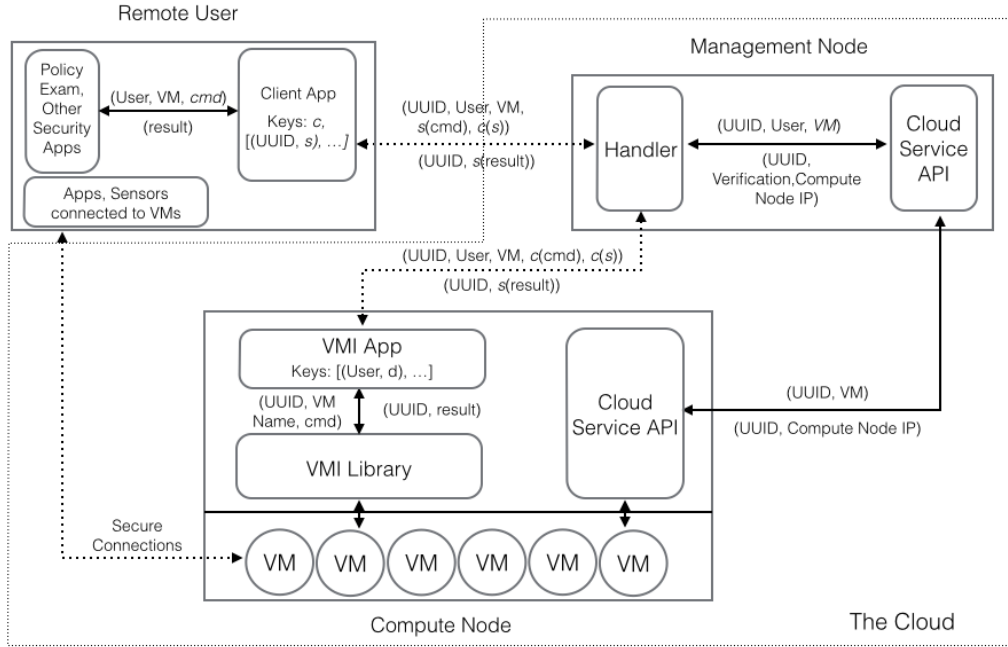 Remote User
Policy
Exam,
Other
Security
Apps
(User, VM, cmd)
(result)
Client App
Keys: c,
[(UUID, s), ...]
Apps, Sensors
connected to VMs
(UUID, User, VM,
s(cmd), c(s))
(UUID, s(result))
Management Node
Handler
(UUID, User, VM)
(UUID,
Verification,Compute
Node IP)
Cloud
Service
API
(UUID, User, VM, c(cmd), c(s))
(UUID, s(result))
VMI App
Keys: [(User, d), ...]
(UUID, VM
Name, cmd)
(UUID, result)
VMI Library
Cloud
Service API
(UUID, VM)
(UUID, Compute Node IP)
Secure
Connections
VM VM VM VM VM VM
Compute Node
The Cloud